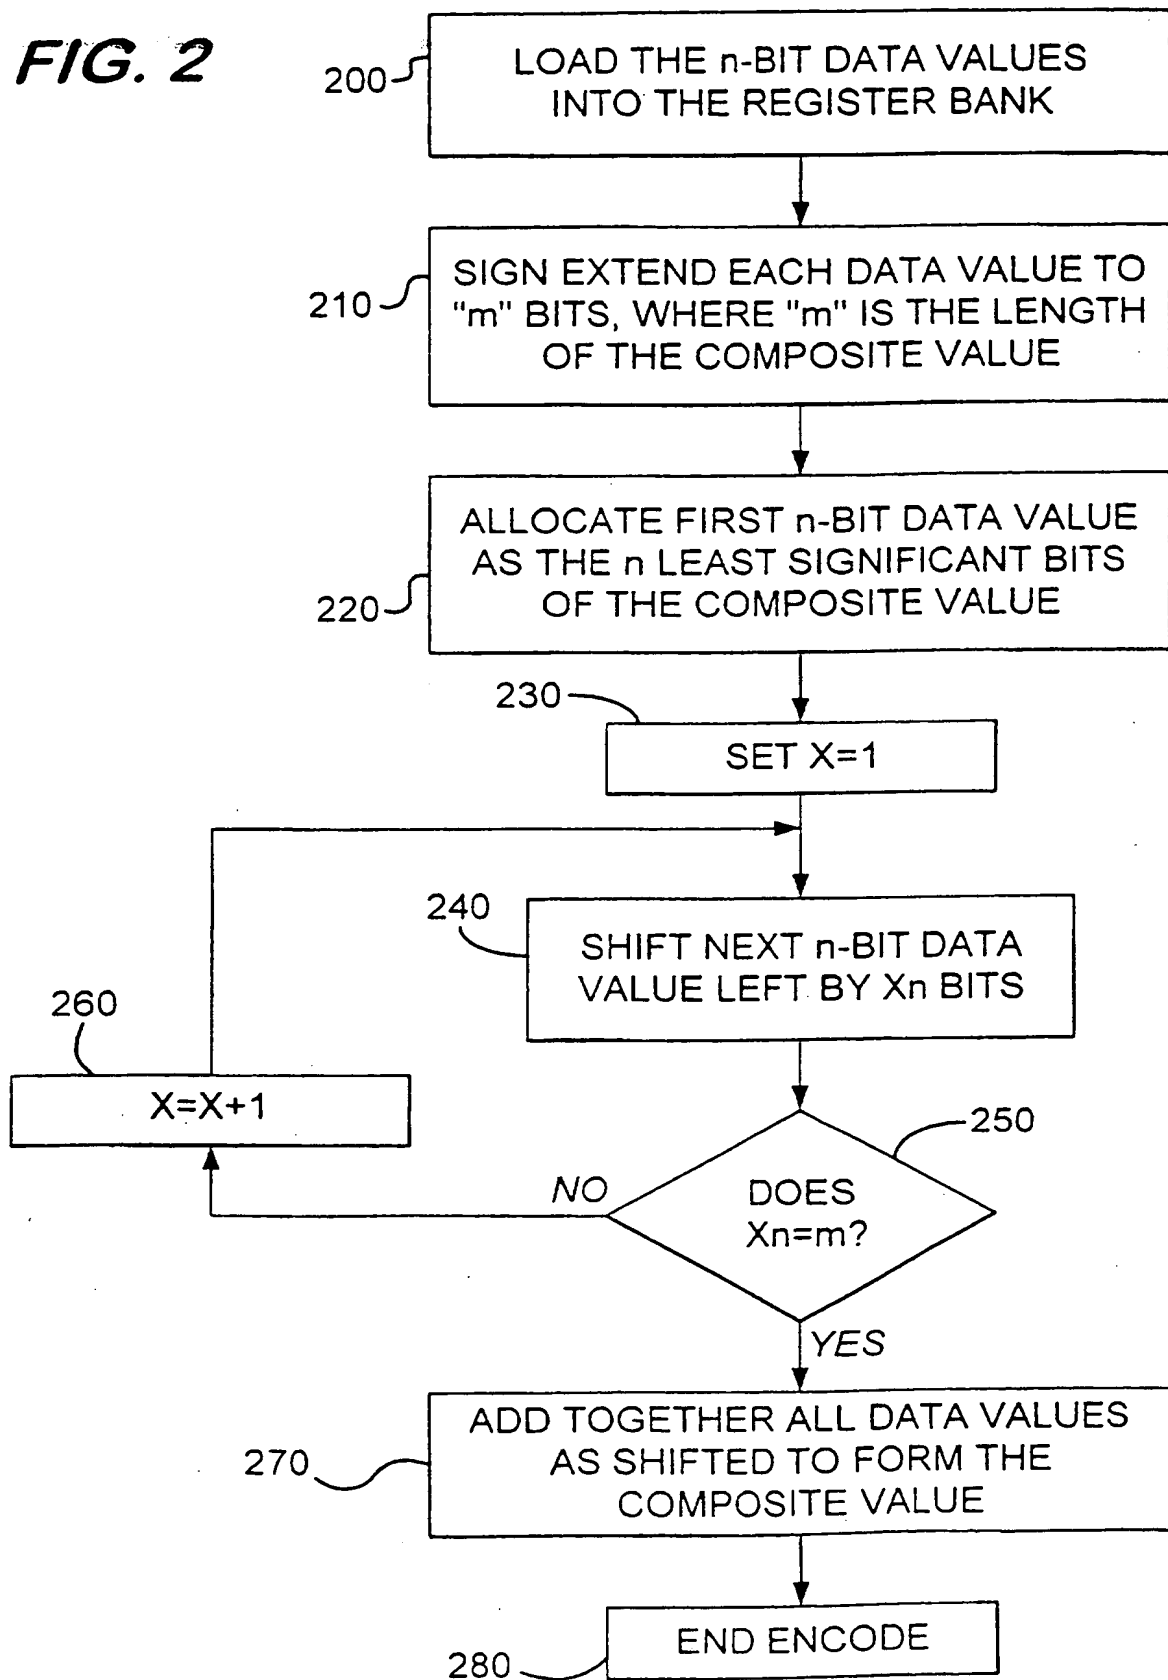 FIG. 2
200
LOAD THE n-BIT DATA VALUES
INTO THE REGISTER BANK
210
SIGN EXTEND EACH DATA VALUE TO
"m" BITS, WHERE "m" IS THE LENGTH
OF THE COMPOSITE VALUE
220
ALLOCATE FIRST n-BIT DATA VALUE
AS THE n LEAST SIGNIFICANT BITS
OF THE COMPOSITE VALUE
230
SET X=1
240
SHIFT NEXT n-BIT DATA
VALUE LEFT BY Xn BITS
260
X=X+1
250
NO
DOES
Xn=m?
YES
270
ADD TOGETHER ALL DATA VALUES
AS SHIFTED TO FORM THE
COMPOSITE VALUE
280
END ENCODE